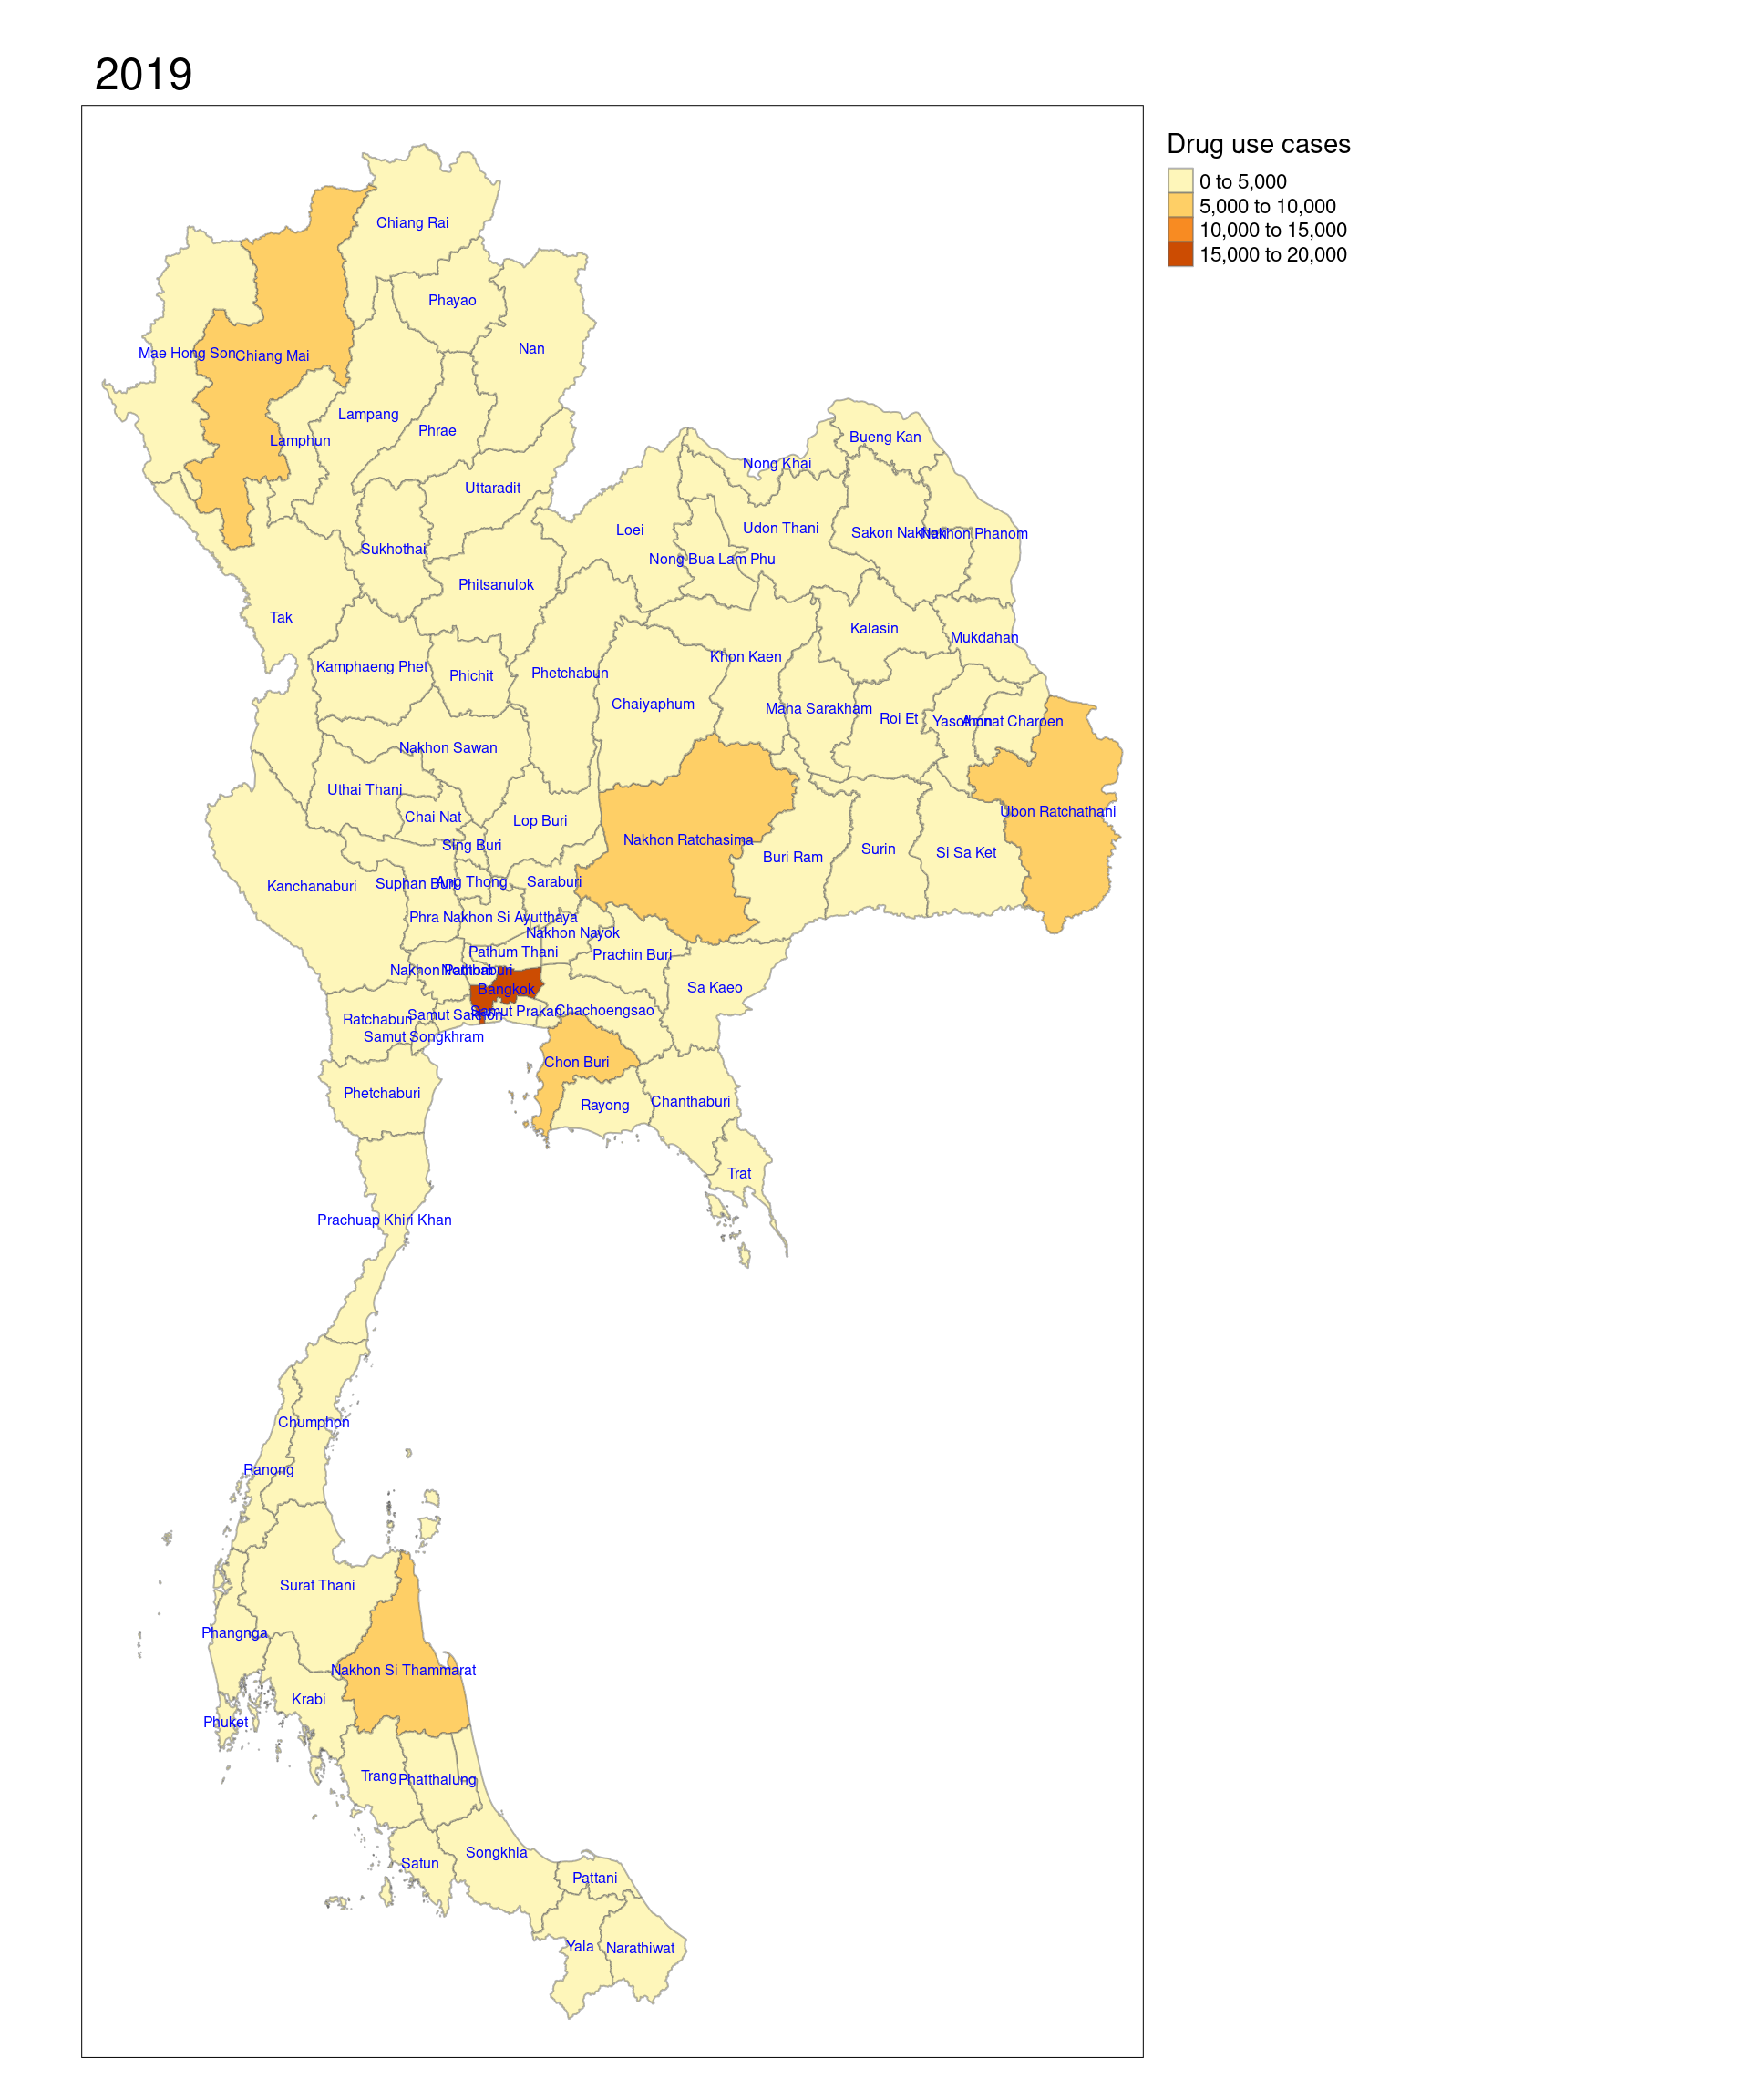 2019
Drug use cases
0 to 5,000
5,000 to 10,000
10,000 to 15,000
15,000 to 20,000
Chiang Rai
Phayao
Nan
Mae Hong Son
Chiang Mai
Lampang
Phrae
Lamphun
Bueng Kan
Nong Khai
Uttaradit
Loei
Udon Thani
Sakon Nakhon
Nakhon Phanom
Sukhothai
Nong Bua Lam Phu
Phitsanulok
Tak
Kalasin
Mukdahan
Khon Kaen
Kamphaeng Phet
Phichit
Phetchabun
Chaiyaphum
Maha Sarakham
Roi Et
Yasothon
Amnat Charoen
Nakhon Sawan
Uthai Thani
Chai Nat
Lop Buri
Ubon Ratchathani
Nakhon Ratchasima
Sing Buri
Buri Ram
Surin
Si Sa Ket
Kanchanaburi
Suphan Buri
Ang Thong
Saraburi
Phra Nakhon Si Ayutthaya
Nakhon Nayok
Pathum Thani
Prachin Buri
Nakhon Pathom
Nonthaburi
Bangkok
Sa Kaeo
Ratchaburi
Samut Sakhon
Samut Prakan
Chachoengsao
Samut Songkhram
Chon Buri
Phetchaburi
Rayong
Chanthaburi
Trat
Prachuap Khiri Khan
Chumphon
Ranong
Surat Thani
Phangnga
Nakhon Si Thammarat
Krabi
Phuket
Trang
Phatthalung
Songkhla
Satun
Pattani
Yala
Narathiwat